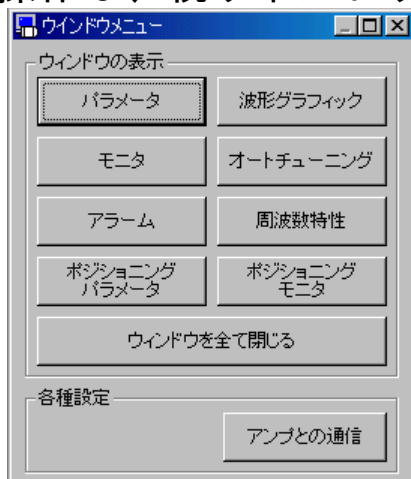 ウインドウメニュー
ウィンドウの表示
パラメータ
波形グラフィック
モニタ
オートチューニング
アラーム
周波数特性
ポジショニング
パラメータ
ポジショニング
モニタ
ウィンドウを全て閉じる
各種設定
アンプとの通信